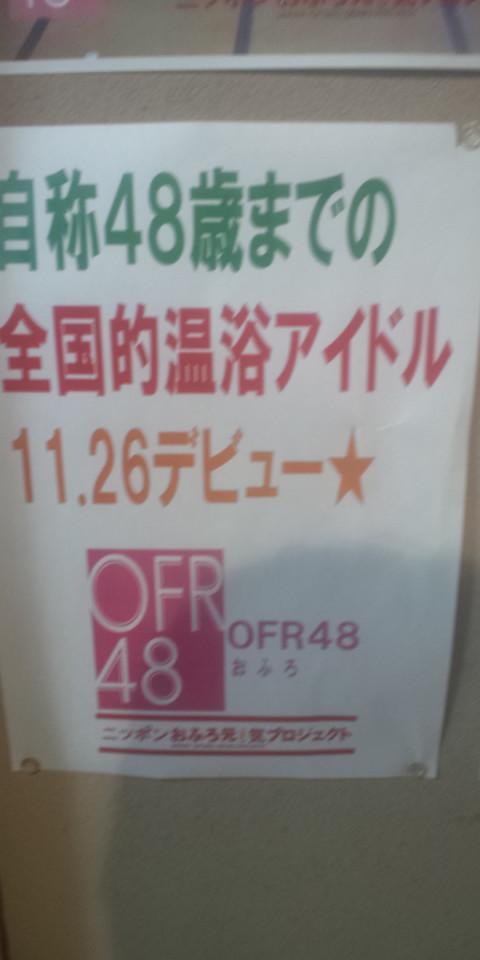 自称48歳までの
全国的温浴アイドル
11.26デビュー★
OFR
48
OFR48
おふろ
ニッポンおふろ元気プロジェクト